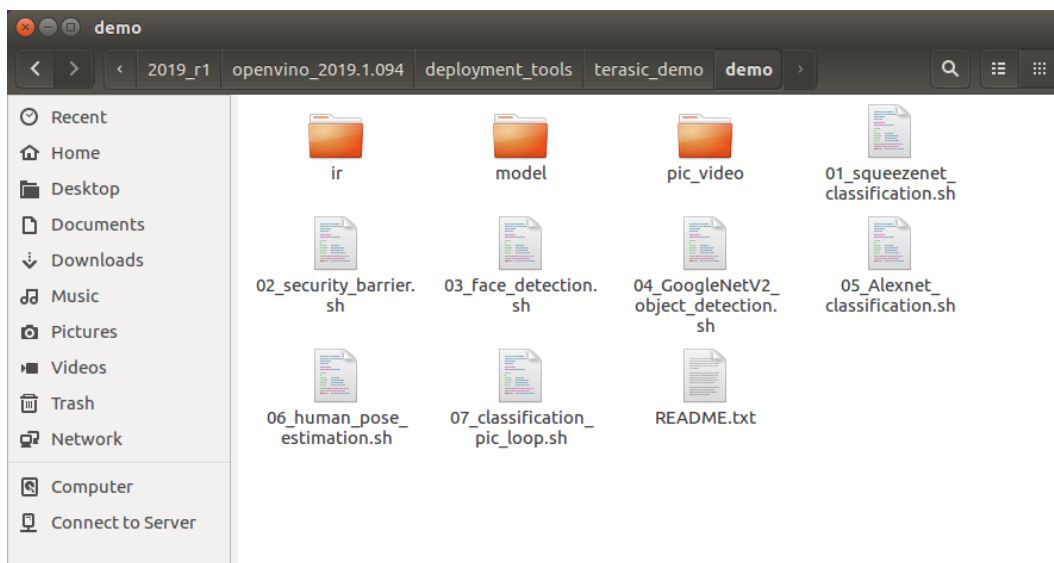 demo
2019_r1 openvino_2019.1.094 deployment_tools terasic_demo demo
Recent
Home
Desktop
Documents
Downloads
Music
Pictures
Videos
Trash
Network
Computer
Connect to Server
ir
model
pic_video
01_squeezenet_
classification.sh
02_security_barrier.
sh
03_face_detection.
sh
04_GoogleNetV2_
object_detection.
sh
05_Alexnet_
classification.sh
06_human_pose_
estimation.sh
07_classification_
pic_loop.sh
README.txt